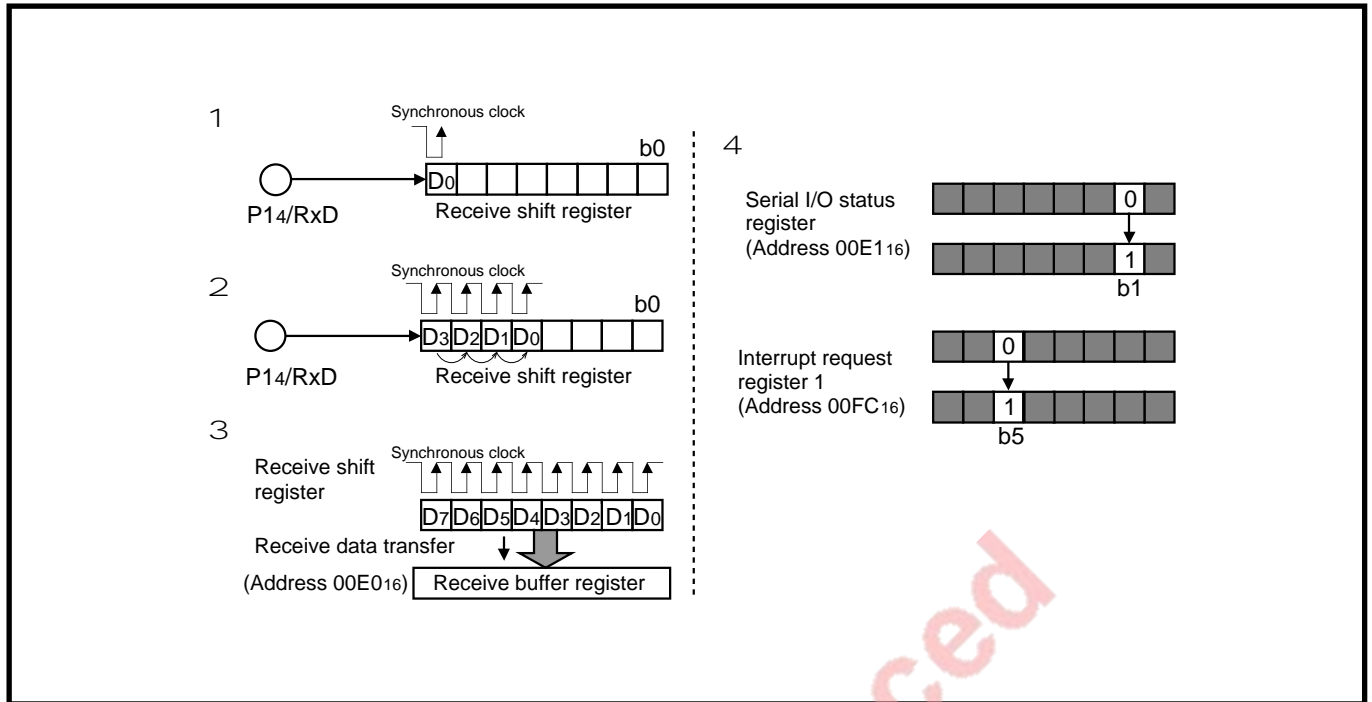 1
Synchronous clock
b0
D0
P14/RxD
Receive shift register
2
Synchronous clock
b0
D3 D2 D1 D0
P14/RxD
Receive shift register
3
Synchronous clock
Receive shift
register
D7 D6 D5 D4 D3 D2 D1 D0
Receive data transfer
(Address 00E016)
Receive buffer register
4
Serial I/O status
register
(Address 00E116)
0
1
b1
Interrupt request
register 1
(Address 00FC16)
0
1
b5
ced